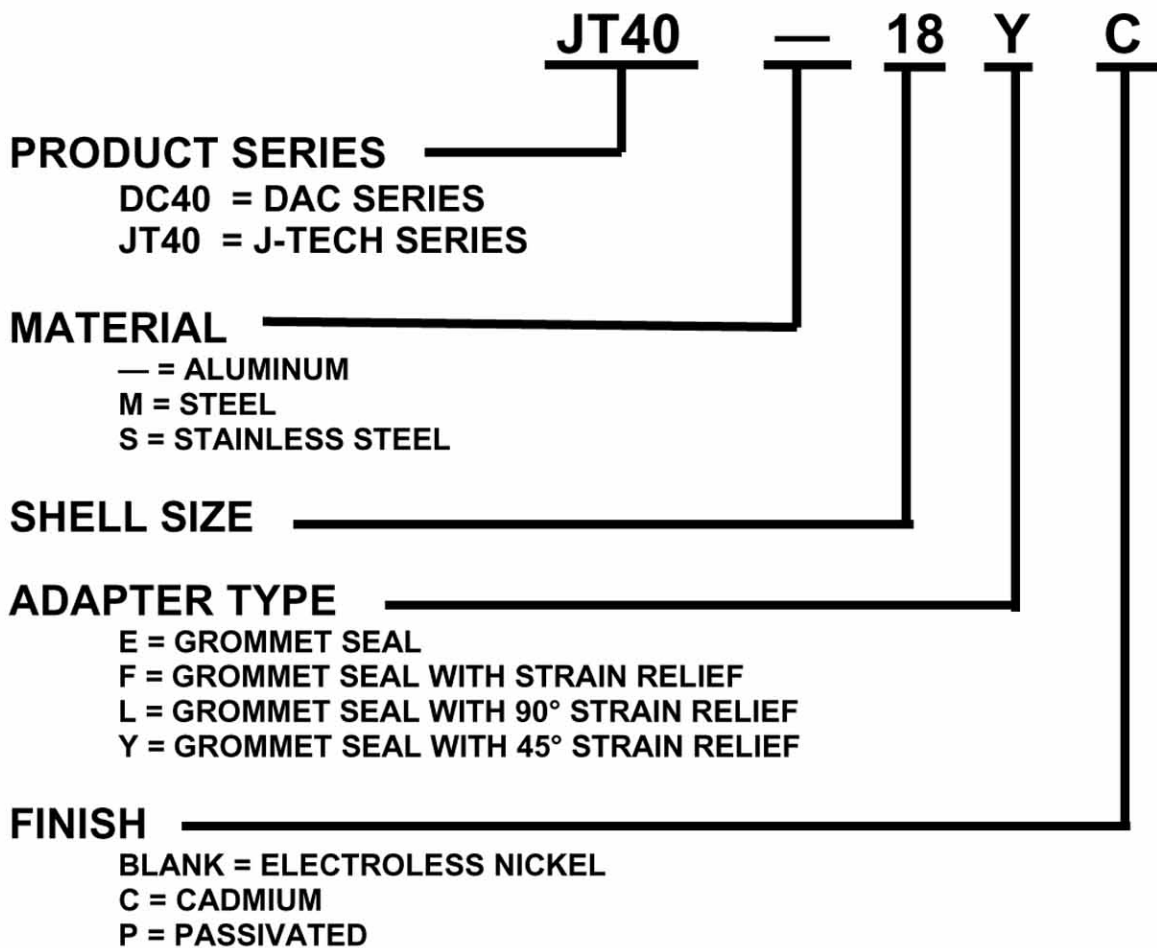 JT40 — 18 Y C
PRODUCT SERIES
DC40 = DAC SERIES
JT40 = J-TECH SERIES
MATERIAL
— = ALUMINUM
M = STEEL
S = STAINLESS STEEL
SHELL SIZE
ADAPTER TYPE
E = GROMMET SEAL
F = GROMMET SEAL WITH STRAIN RELIEF
L = GROMMET SEAL WITH 90° STRAIN RELIEF
Y = GROMMET SEAL WITH 45° STRAIN RELIEF
FINISH
BLANK = ELECTROLESS NICKEL
C = CADMIUM
P = PASSIVATED